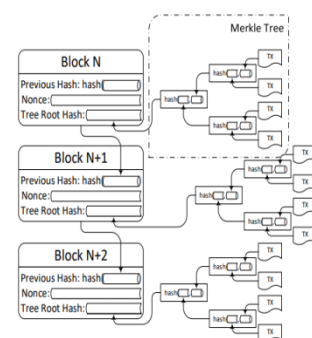 Merkle Tree
Block N
Previous Hash: hash
Nonce:
Tree Root Hash:
hash
hash
hash
TX
TX
TX
TX
Block N+1
Previous Hash: hash
Nonce:
Tree Root Hash:
hash
hash
hash
TX
TX
TX
TX
Block N+2
Previous Hash: hash
Nonce:
Tree Root Hash:
hash
hash
hash
TX
TX
TX
TX